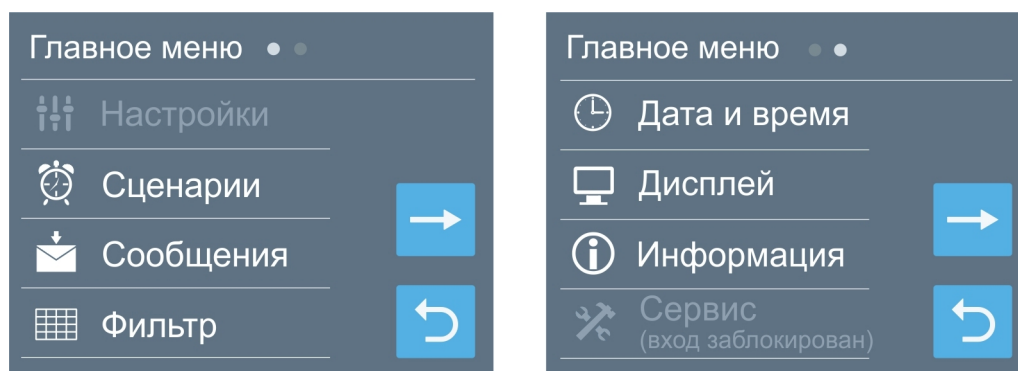 Главное меню
Настройки
Сценарии
Сообщения
Фильтр
Главное меню
Дата и время
Дисплей
Информация
Сервис
(вход заблокирован)